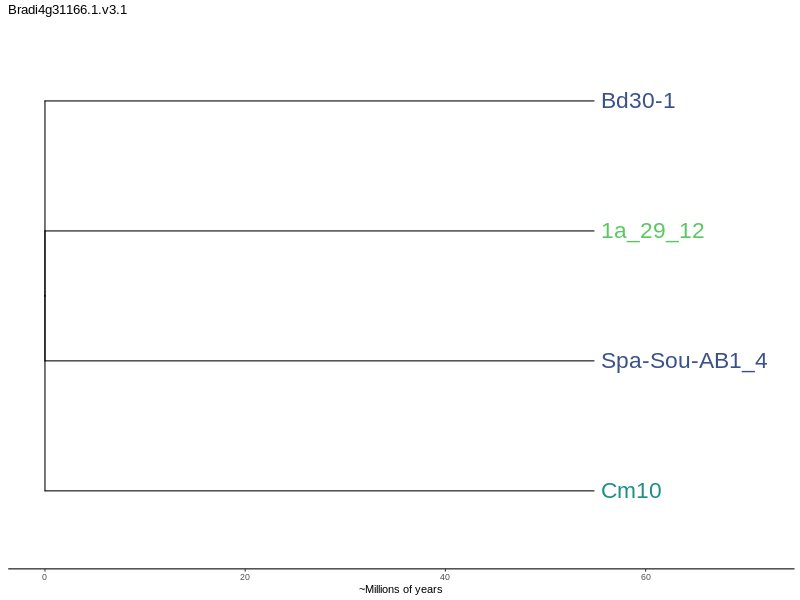 Bradi4g31166.1.v3.1
Bd30-1
1a_29_12
Spa-Sou-AB1_4
Cm10
0 20 40 60
~Millions of years